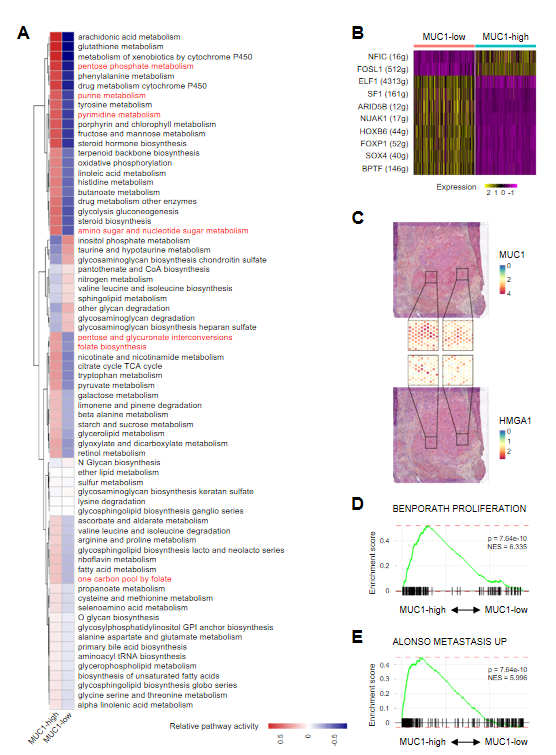 A
arachidonic acid metabolism
glutathione metabolism
metabolism of xenobiotics by cytochrome P450
pentose phosphate metabolism
phenylalanine metabolism
drug metabolism cytochrome P450
purine metabolism
tyrosine metabolism
pyrimidine metabolism
porphyrin and chlorophyll metabolism
fructose and mannose metabolism
steroid hormone biosynthesis
terpenoid backbone biosynthesis
oxidative phosphorylation
linoleic acid metabolism
histidine metabolism
butanoate metabolism
drug metabolism other enzymes
glycolysis gluconeogenesis
steroid biosynthesis
amino sugar and nucleotide sugar metabolism
inositol phosphate metabolism
taurine and hypotaurine metabolism
glycosaminoglycan biosynthesis chondroitin sulfate
pantothenate and CoA biosynthesis
nitrogen metabolism
valine leucine and isoleucine biosynthesis
sphingolipid metabolism
other glycan degradation
glycosaminoglycan degradation
glycosaminoglycan biosynthesis heparan sulfate
pentose and glycuronate interconversions
folate biosynthesis
nicotinate and nicotinamide metabolism
citrate cycle TCA cycle
tryptophan metabolism
pyruvate metabolism
galactose metabolism
limonene and pinene degradation
beta alanine metabolism
starch and sucrose metabolism
glycerolipid metabolism
glyoxylate and dicarboxylate metabolism
retinol metabolism
N Glycan biosynthesis
ether lipid metabolism
sulfur metabolism
glycosaminoglycan biosynthesis keratan sulfate
lysine degradation
glycosphingolipid biosynthesis ganglio series
ascorbate and aldarate metabolism
valine leucine and isoleucine degradation
arginine and proline metabolism
glycosphingolipid biosynthesis lacto and neolacto series
riboflavin metabolism
fatty acid metabolism
one carbon pool by folate
propanoate metabolism
cysteine and methionine metabolism
selenoamino acid metabolism
O glycan biosynthesis
glycosylphosphatidylinositol GPI anchor biosynthesis
alanine aspartate and glutamate metabolism
primary bile acid biosynthesis
aminoacyl tRNA biosynthesis
glycerophospholipid metabolism
biosynthesis of unsaturated fatty acids
glycosphingolipid biosynthesis globo series
glycine serine and threonine metabolism
alpha linolenic acid metabolism
MUC1-high
MUC1-low
Relative pathway activity
0.5
0
-0.5
B
MUC1-low MUC1-high
NFIC (16g)
FOSL1 (512g)
ELF1 (4313g)
SF1 (161g)
ARID5B (12g)
NUAK1 (17g)
HOXB6 (44g)
FOXP1 (52g)
SOX4 (40g)
BPTF (146g)
Expression
2 1 0 -1
C
MUC1
0
2
4
HMGA1
0
2
D
BENPORATH PROLIFERATION
Enrichment score
0.4
0.2
0
p = 7.64e-10
NES = 6.335
MUC1-high MUC1-low
E
ALONSO METASTASIS UP
Enrichment score
0.4
0.3
0.2
0.1
0
p = 7.64e-10
NES = 5.996
MUC1-high MUC1-low